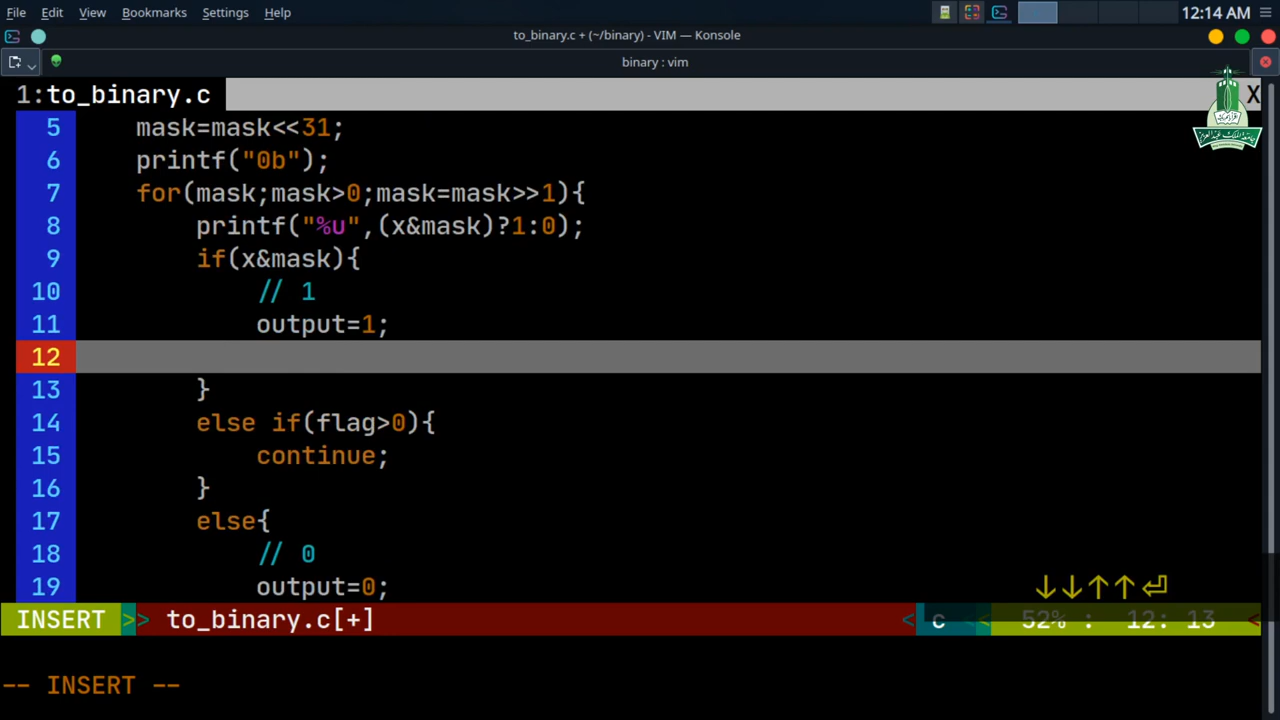 File Edit View Bookmarks Settings Help 12:14 AM
to_binary.c + (~/binary) - VIM — Konsole
binary : vim
1:to_binary.c X
5 mask=mask<<31;
6 printf("0b");
7 for(mask;mask>0;mask=mask>>1){
8 printf("%u",(x&mask)?1:0);
9 if(x&mask){
10 // 1
11 output=1;
12
13 }
14 else if(flag>0){
15 continue;
16 }
17 else{
18 // 0
19 output=0;
↓↓↑↑⏎
INSERT >> to_binary.c[+] < c < 52% : 12: 13 <
-- INSERT --